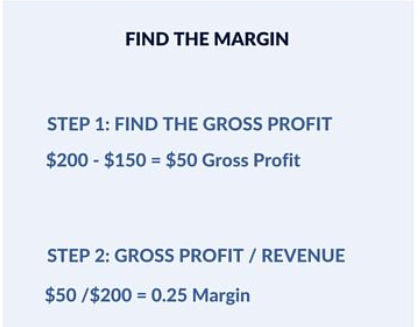 FIND THE MARGIN
STEP 1: FIND THE GROSS PROFIT
$200 - $150 = $50 Gross Profit
STEP 2: GROSS PROFIT / REVENUE
$50 /$200 = 0.25 Margin